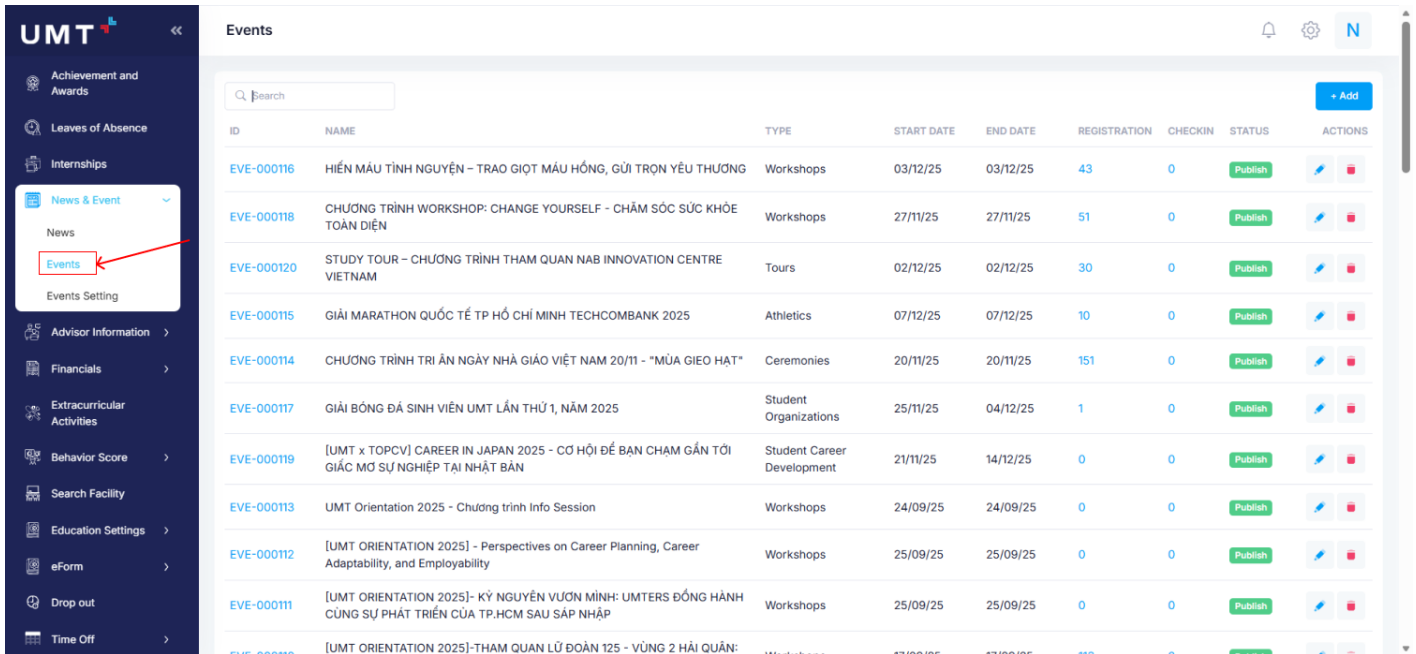 UMT
Events
N
Achievement and
Awards
Leaves of Absence
Internships
News & Event
News
Events
Events Setting
Advisor Information
Financials
Extracurricular
Activities
Behavior Score
Search Facility
Education Settings
eForm
Drop out
Time Off
Search
+ Add
ID NAME TYPE START DATE END DATE REGISTRATION CHECKIN STATUS ACTIONS
EVE-000116 HIẾN MÁU TÌNH NGUYỆN – TRAO GIỌT MÁU HỒNG, GỬI TRỌN YÊU THƯƠNG Workshops 03/12/25 03/12/25 43 0 Publish
EVE-000118 CHƯƠNG TRÌNH WORKSHOP: CHANGE YOURSELF - CHĂM SÓC SỨC KHỎE
TOÀN DIỆN Workshops 27/11/25 27/11/25 51 0 Publish
EVE-000120 STUDY TOUR – CHƯƠNG TRÌNH THAM QUAN NAB INNOVATION CENTRE
VIETNAM Tours 02/12/25 02/12/25 30 0 Publish
EVE-000115 GIẢI MARATHON QUỐC TẾ TP HỒ CHÍ MINH TECHCOMBANK 2025 Athletics 07/12/25 07/12/25 10 0 Publish
EVE-000114 CHƯƠNG TRÌNH TRI ÂN NGÀY NHÀ GIÁO VIỆT NAM 20/11 - "MÙA GIEO HẠT" Ceremonies 20/11/25 20/11/25 151 0 Publish
EVE-000117 GIẢI BÓNG ĐÁ SINH VIÊN UMT LẦN THỨ 1, NĂM 2025 Student
Organizations 25/11/25 04/12/25 1 0 Publish
EVE-000119 [UMT x TOPCV] CAREER IN JAPAN 2025 - CƠ HỘI ĐỂ BẠN CHẠM GẦN TỚI
GIẤC MƠ SỰ NGHIỆP TẠI NHẬT BẢN Student Career
Development 21/11/25 14/12/25 0 0 Publish
EVE-000113 UMT Orientation 2025 - Chương trình Info Session Workshops 24/09/25 24/09/25 0 0 Publish
EVE-000112 [UMT ORIENTATION 2025] - Perspectives on Career Planning, Career
Adaptability, and Employability Workshops 25/09/25 25/09/25 0 0 Publish
EVE-000111 [UMT ORIENTATION 2025]- KỶ NGUYÊN VƯƠN MÌNH: UMTERS ĐỒNG HÀNH
CÙNG SỰ PHÁT TRIỂN CỦA TP.HCM SAU SÁP NHẬP Workshops 25/09/25 25/09/25 0 0 Publish
[UMT ORIENTATION 2025]-THAM QUAN LỮ ĐOÀN 125 - VÙNG 2 HẢI QUÂN: